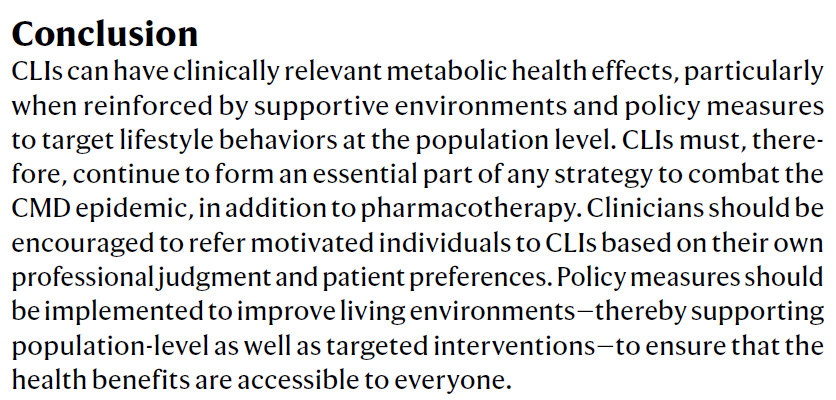 Conclusion
CLIs can have clinically relevant metabolic health effects, particularly
when reinforced by supportive environments and policy measures
to target lifestyle behaviors at the population level. CLIs must, there-
fore, continue to form an essential part of any strategy to combat the
CMD epidemic, in addition to pharmacotherapy. Clinicians should be
encouraged to refer motivated individuals to CLIs based on their own
professional judgment and patient preferences. Policy measures should
be implemented to improve living environments—thereby supporting
population-level as well as targeted interventions—to ensure that the
health benefits are accessible to everyone.